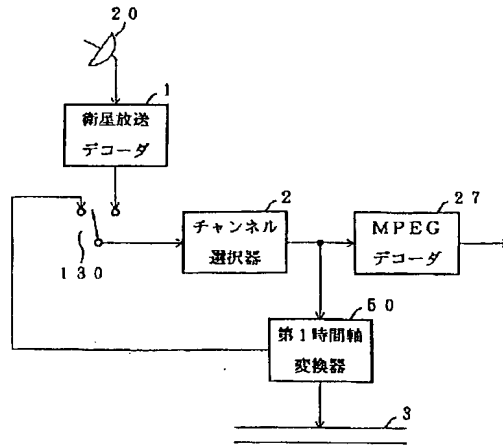 ２０
１
衛星放送
デコーダ
２
チャンネル
選択器
２７
ＭＰＥＧ
デコーダ
１３０
５０
第１時間軸
変換器
３